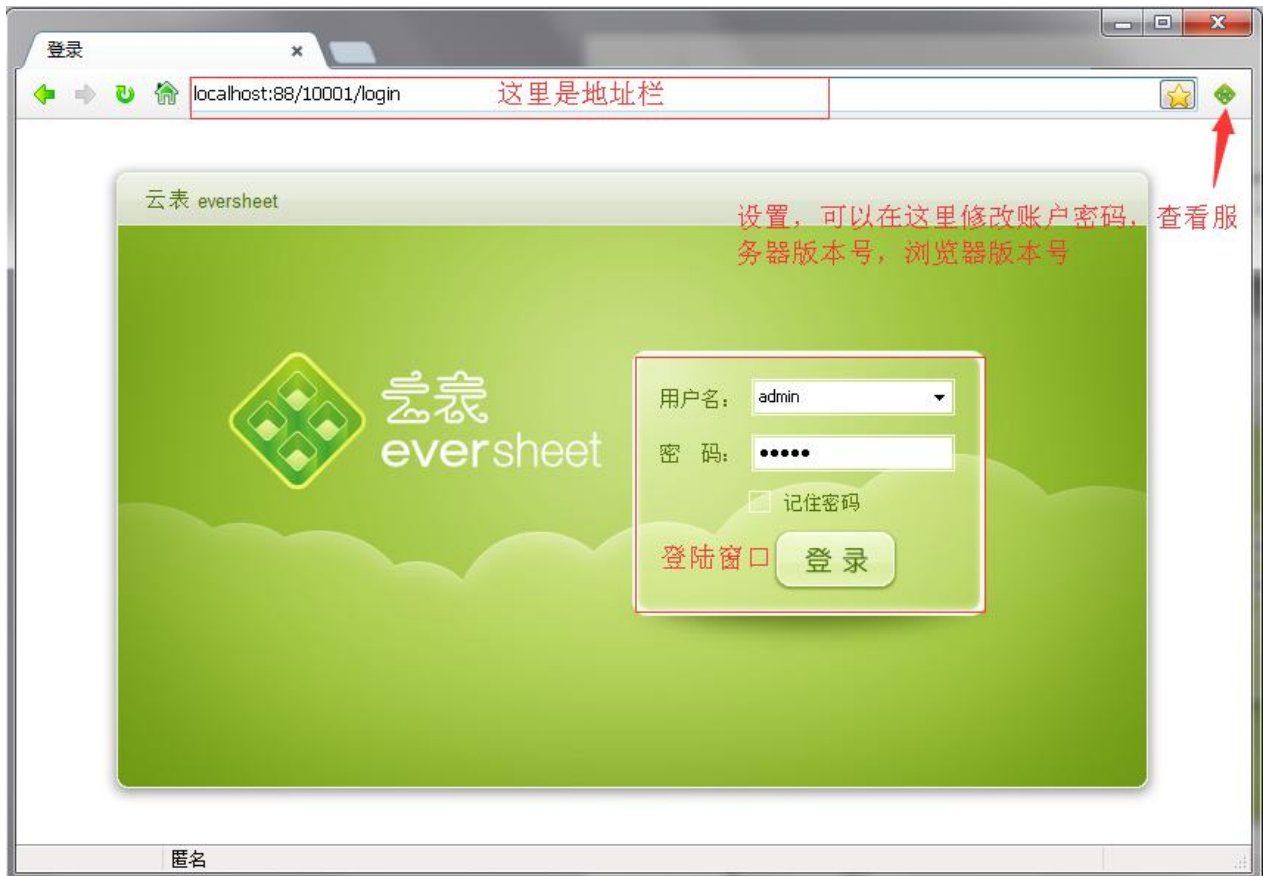 登录
localhost:88/10001/login
这里是地址栏
云表 eversheet
设置，可以在这里修改账户密码，查看服
务器版本号，浏览器版本号
云表
eversheet
用户名：
admin
密 码：
•••••
记住密码
登陆窗口
登录
匿名